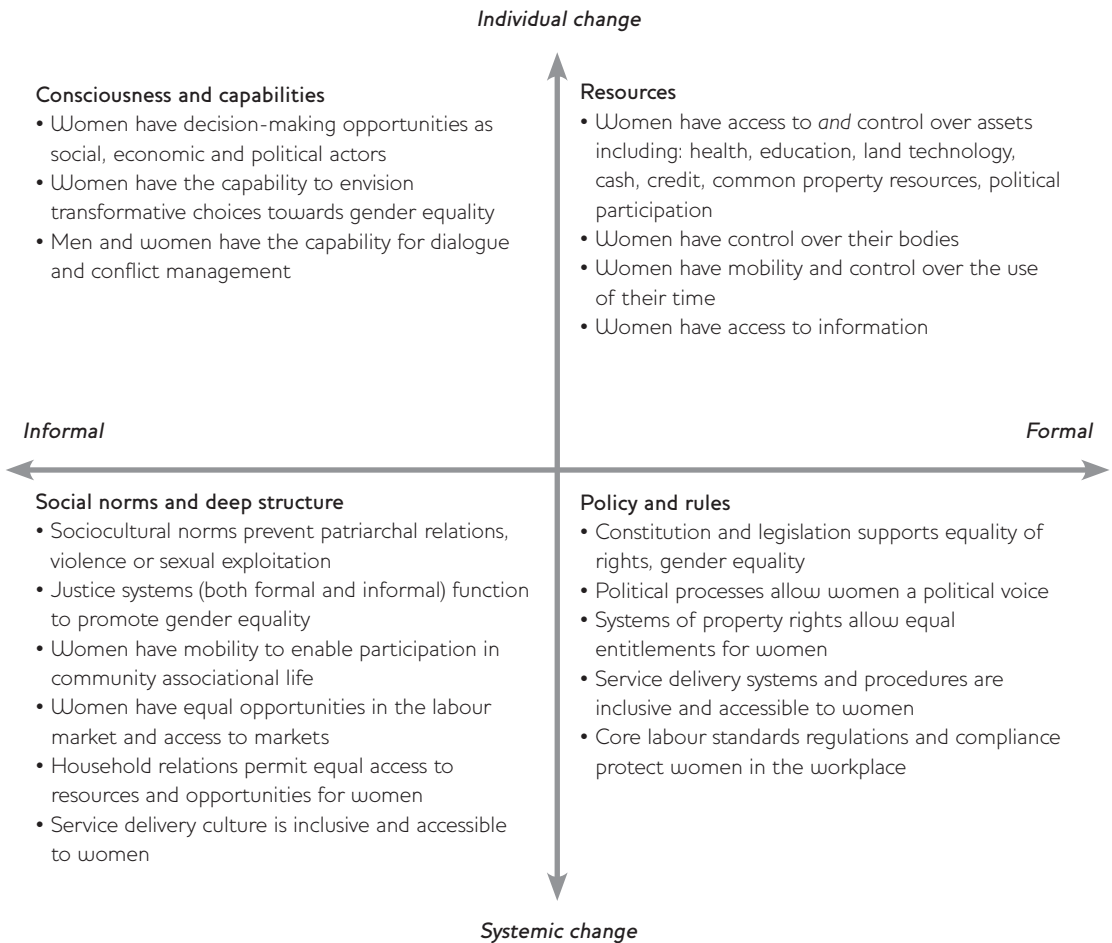 Individual change
Consciousness and capabilities
• Women have decision-making opportunities as
social, economic and political actors
• Women have the capability to envision
transformative choices towards gender equality
• Men and women have the capability for dialogue
and conflict management
Resources
• Women have access to and control over assets
including: health, education, land technology,
cash, credit, common property resources, political
participation
• Women have control over their bodies
• Women have mobility and control over the use
of their time
• Women have access to information
Informal
Formal
Social norms and deep structure
• Sociocultural norms prevent patriarchal relations,
violence or sexual exploitation
• Justice systems (both formal and informal) function
to promote gender equality
• Women have mobility to enable participation in
community associational life
• Women have equal opportunities in the labour
market and access to markets
• Household relations permit equal access to
resources and opportunities for women
• Service delivery culture is inclusive and accessible
to women
Policy and rules
• Constitution and legislation supports equality of
rights, gender equality
• Political processes allow women a political voice
• Systems of property rights allow equal
entitlements for women
• Service delivery systems and procedures are
inclusive and accessible to women
• Core labour standards regulations and compliance
protect women in the workplace
Systemic change